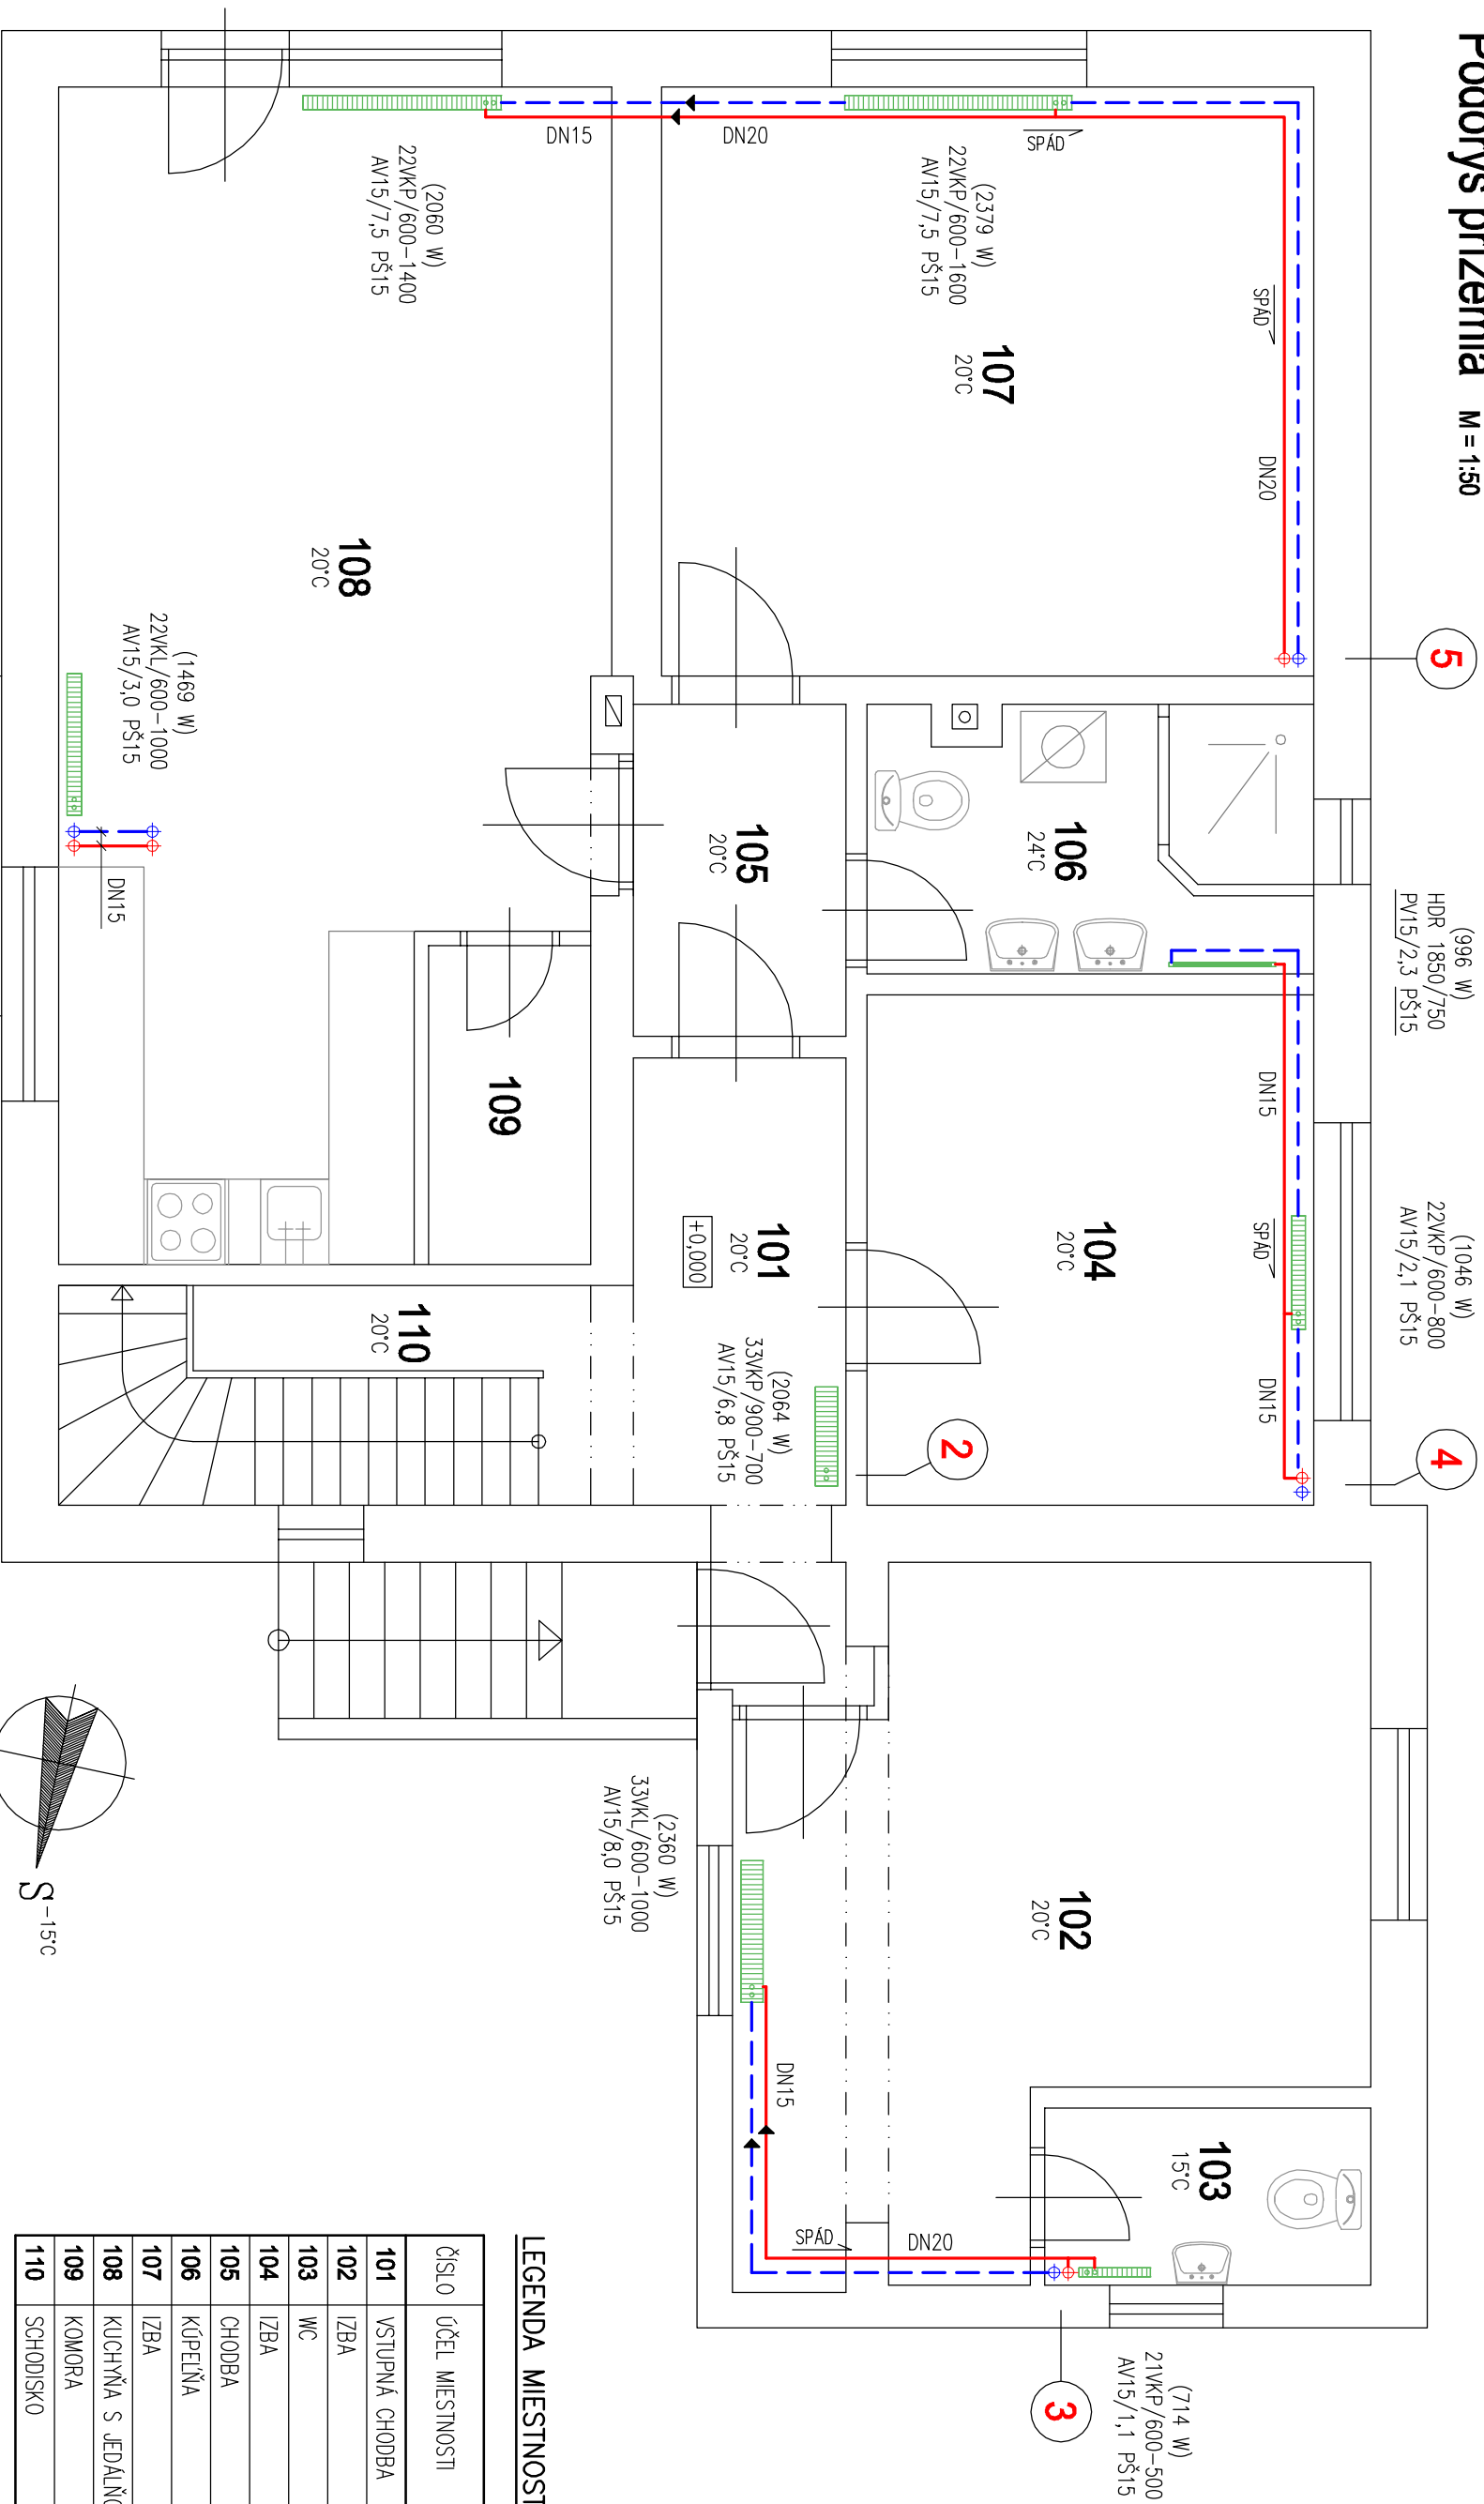 Pôdorys prízemia M = 1:50
5
4
(996 W)
HDR 1850/750
PV15/2,3 PŠ15
(1046 W)
22VKP/600-800
AV15/2,1 PŠ15
SPÁD
DN20
DN15
SPÁD
DN15
SPÁD
DN15
DN20
(2379 W)
22VKP/600-1600
AV15/7,5 PŠ15
107
20°C
106
24°C
104
20°C
103
15°C
(714 W)
21VKP/600-500
AV15/1,1 PŠ15
3
102
20°C
2
DN20
SPÁD
DN15
105
20°C
101
20°C
+0,000
(2064 W)
33VKP/900-700
AV15/6,8 PŠ15
(2360 W)
33VKL/600-1000
AV15/8,0 PŠ15
(2060 W)
22VKP/600-1400
AV15/7,5 PŠ15
108
20°C
109
110
20°C
(1469 W)
22VKL/600-1000
AV15/3,0 PŠ15
DN15
S -15°C
LEGENDA MIESTNOST
ČÍSLO ÚČEL MIESTNOSTI
101 VSTUPNÁ CHODBA
102 IZBA
103 WC
104 IZBA
105 CHODBA
106 KÚPEĽŇA
107 IZBA
108 KUCHYŇA S JEDÁLŇO
109 KOMORA
110 SCHODISKO